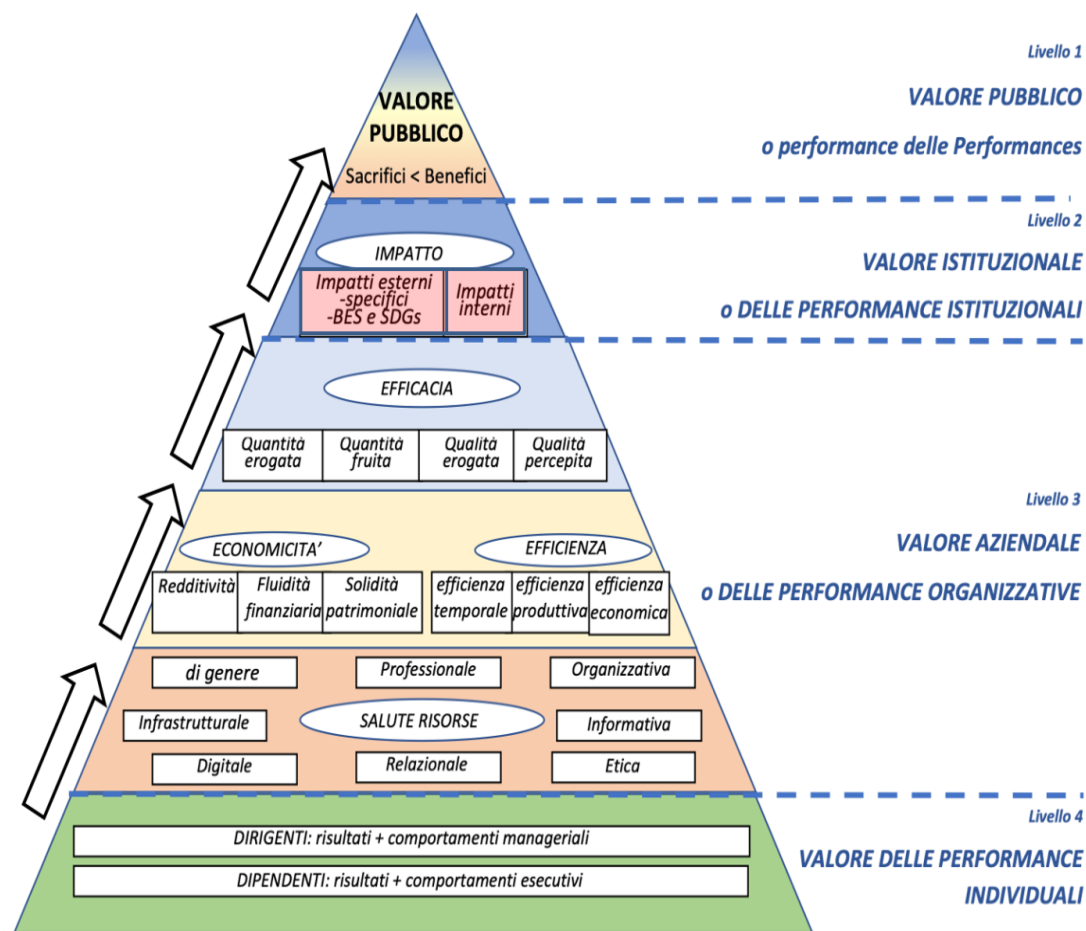 Livello 1
VALORE PUBBLICO
o performance delle Performances
VALORE
PUBBLICO
Sacrifici < Benefici
Livello 2
VALORE ISTITUZIONALE
o DELLE PERFORMANCE ISTITUZIONALI
IMPATTO
Impatti esterni
-specifici
-BES e SDGs
Impatti
interni
EFFICACIA
Quantità
erogata
Quantità
fruita
Qualità
erogata
Qualità
percepita
Livello 3
VALORE AZIENDALE
o DELLE PERFORMANCE ORGANIZZATIVE
ECONOMICITA'
EFFICIENZA
Redditività
Fluidità
finanziaria
Solidità
patrimoniale
efficienza
temporale
efficienza
produttiva
efficienza
economica
di genere
Professionale
Organizzativa
Infrastrutturale
SALUTE RISORSE
Informativa
Digitale
Relazionale
Etica
Livello 4
VALORE DELLE PERFORMANCE
INDIVIDUALI
DIRIGENTI: risultati + comportamenti manageriali
DIPENDENTI: risultati + comportamenti esecutivi